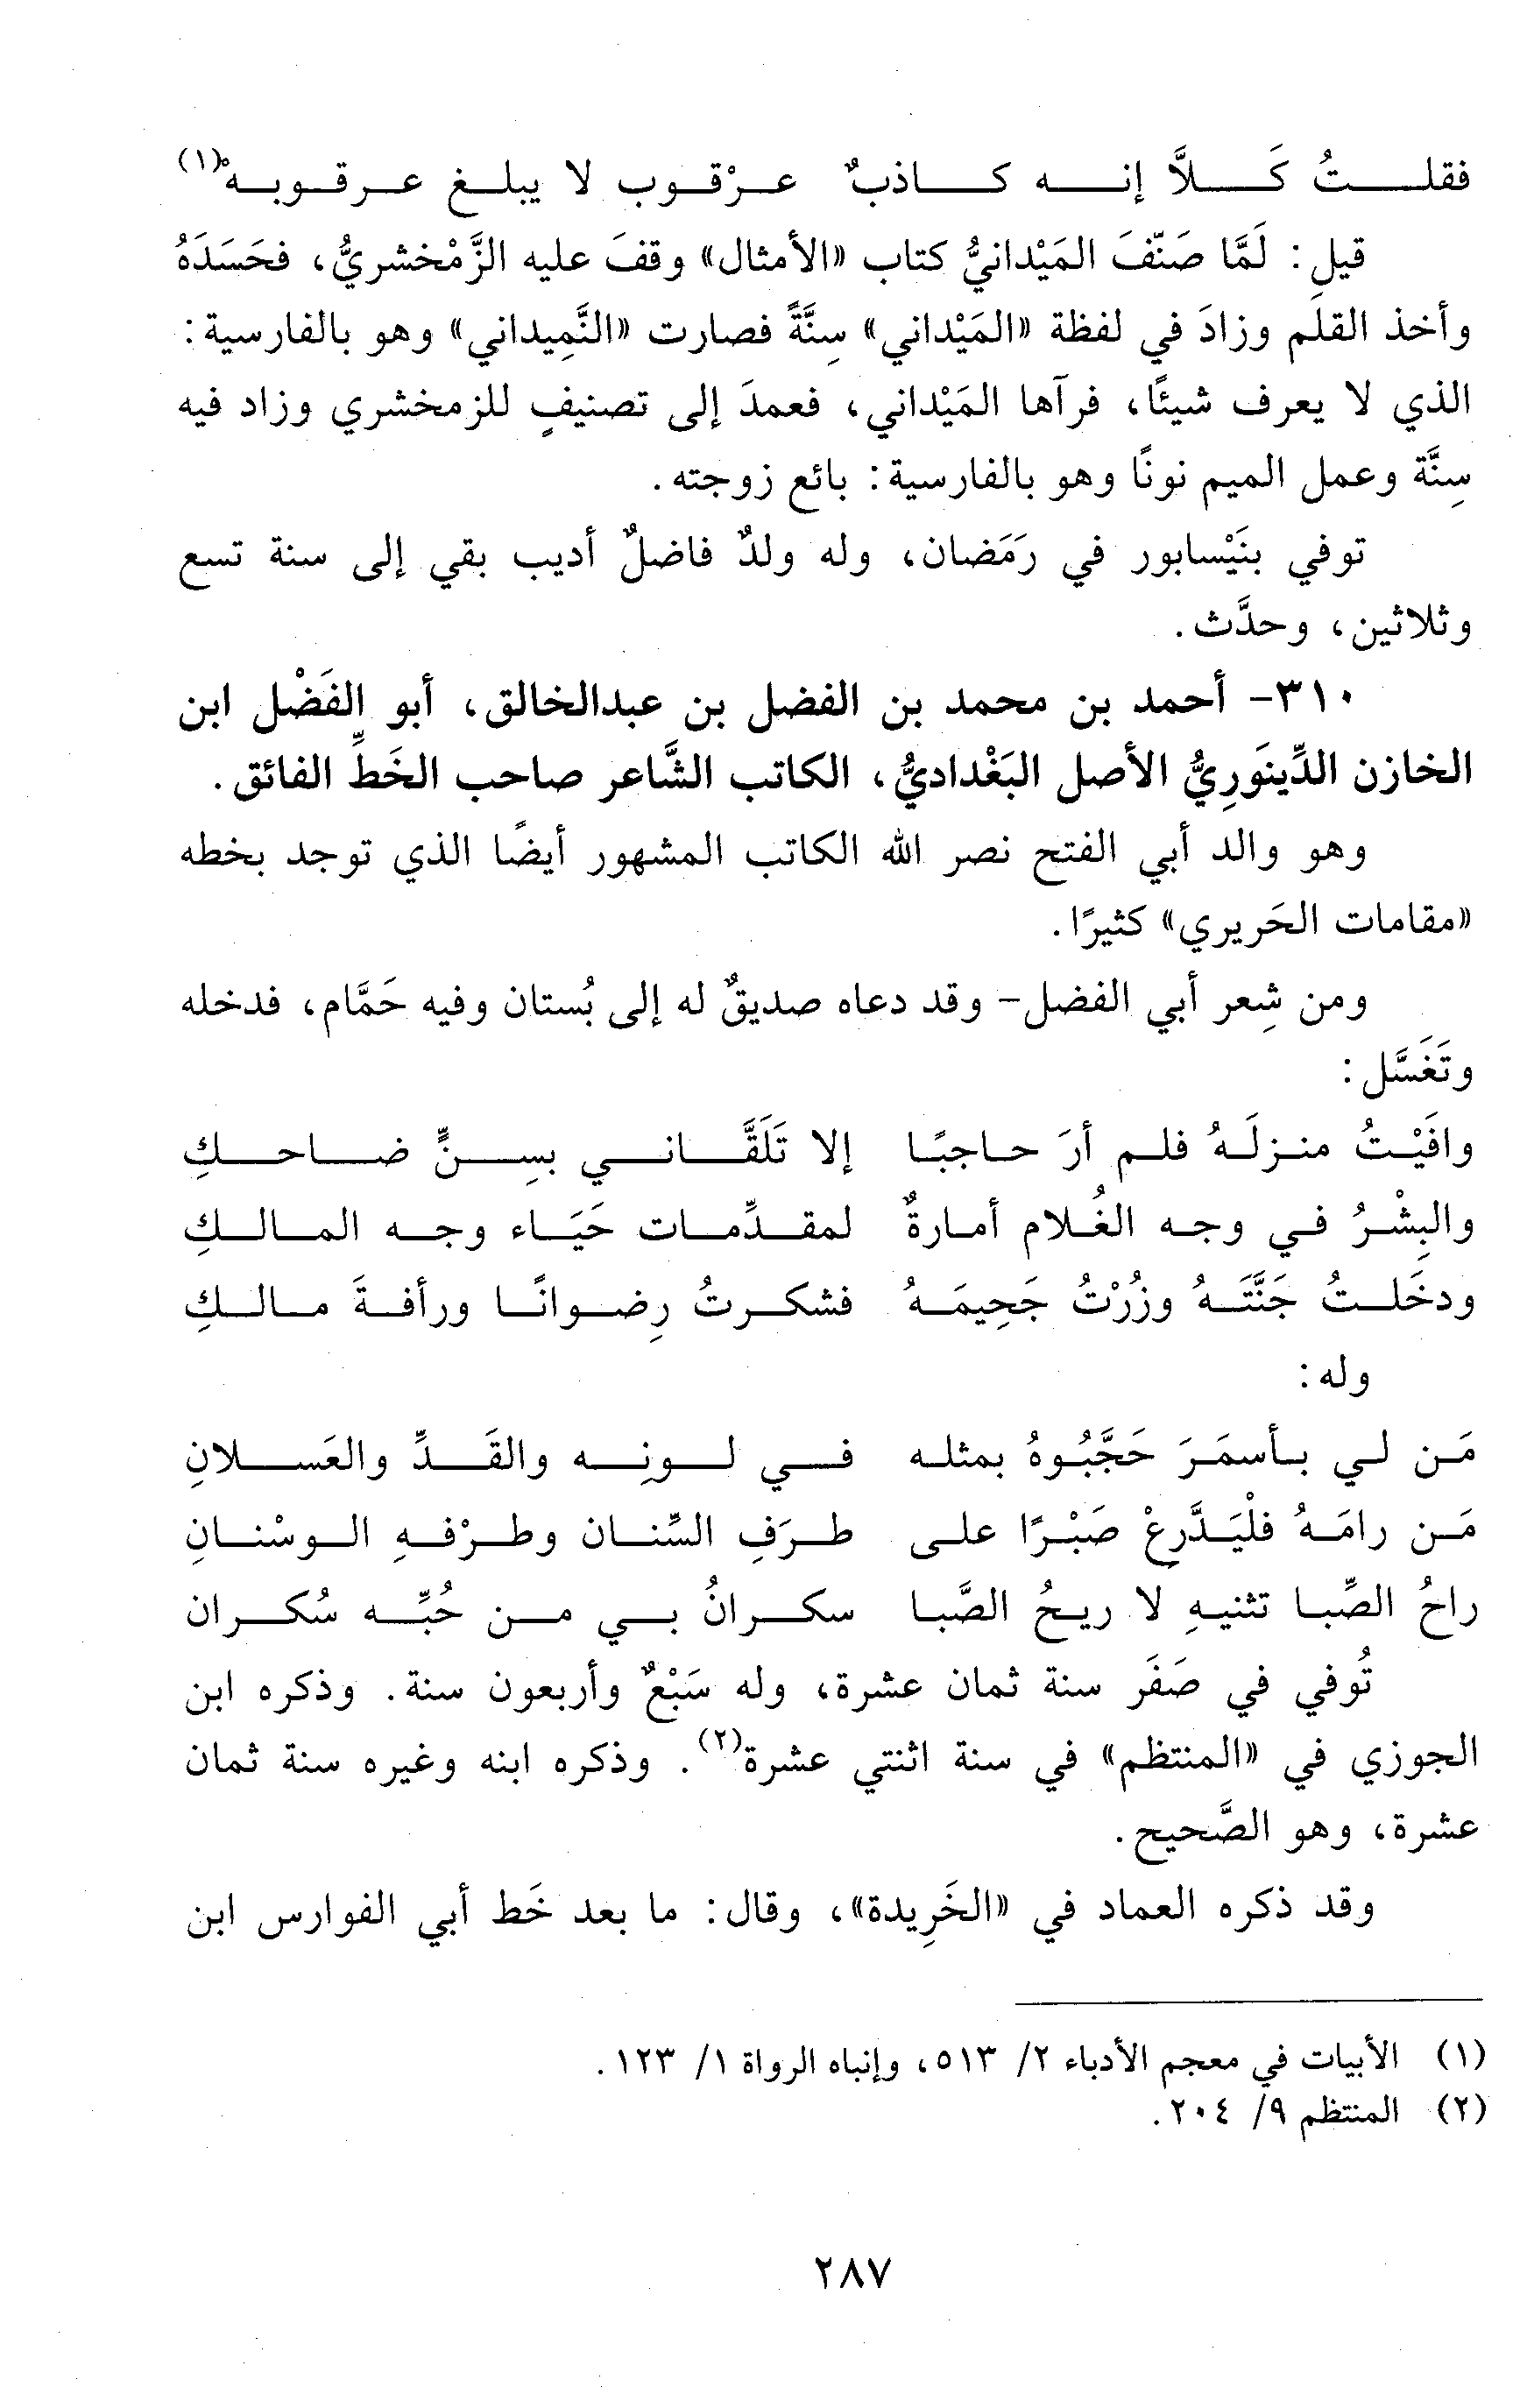 فقلتُ كَلاَّ إنه كاذبٌ عرْقوب لا يبلغ عرقوبهْ(١)
قيل: لَمَّا صَنّفَ المَيْدانيُّ كتاب «الأمثال» وقفَ عليه الزَّمْخشريُّ، فحَسَدَهُ
وأخذ القلَم وزادَ في لفظة «المَيْداني» سِنَّةً فصارت «النَّمِيداني» وهو بالفارسية:
الذي لا يعرف شيئًا، فرآها المَيْداني، فعمدَ إلى تصنيفٍ للزمخشري وزاد فيه
سِنَّة وعمل الميم نونًا وهو بالفارسية: بائع زوجته.
توفي بنَيْسابور في رَمَضان، وله ولدٌ فاضلٌ أديب بقي إلى سنة تسع
وثلاثين، وحدَّث.
٣١٠- أحمد بن محمد بن الفضل بن عبدالخالق، أبو الفَضْل ابن
الخازن الدِّينَوَرِيُّ الأصل البَغْداديُّ، الكاتب الشَّاعر صاحب الخَطِّ الفائق.
وهو والد أبي الفتح نصر الله الكاتب المشهور أيضًا الذي توجد بخطه
«مقامات الحَريري» كثيرًا.
ومن شِعر أبي الفضل- وقد دعاه صديقٌ له إلى بُستان وفيه حَمَّام، فدخله
وتَغَسَّل:
وافَيْتُ منزلَهُ فلم أرَ حاجبًا إلا تَلَقَّاني بسِنٍّ ضاحكِ
والبِشْرُ في وجه الغُلام أمارةٌ لمقدِّمات حَيَاء وجه المالكِ
ودخَلتُ جَنَّتَهُ وزُرْتُ جَحِيمَهُ فشكرتُ رِضوانًا ورأفةَ مالكِ
وله:
مَن لي بأسمَرَ حَجَّبُوهُ بمثله في لونِه والقَدِّ والعَسلانِ
مَن رامَهُ فلْيَدَّرِعْ صَبْرًا على طرَفِ السِّنان وطرْفهِ الوسْنانِ
راحُ الصِّبا تثنيهِ لا ريحُ الصَّبا سكرانُ بي من حُبِّه سُكران
تُوفي في صَفَر سنة ثمان عشرة، وله سَبْعٌ وأربعون سنة. وذكره ابن
الجوزي في «المنتظم» في سنة اثنتي عشرة(٢). وذكره ابنه وغيره سنة ثمان
عشرة، وهو الصَّحيح.
وقد ذكره العماد في «الخَرِيدة»، وقال: ما بعد خَط أبي الفوارس ابن
(١) الأبيات في معجم الأدباء ٢/ ٥١٣، وإنباه الرواة ١/ ١٢٣.
(٢) المنتظم ٩/ ٢٠٤.
٢٨٧